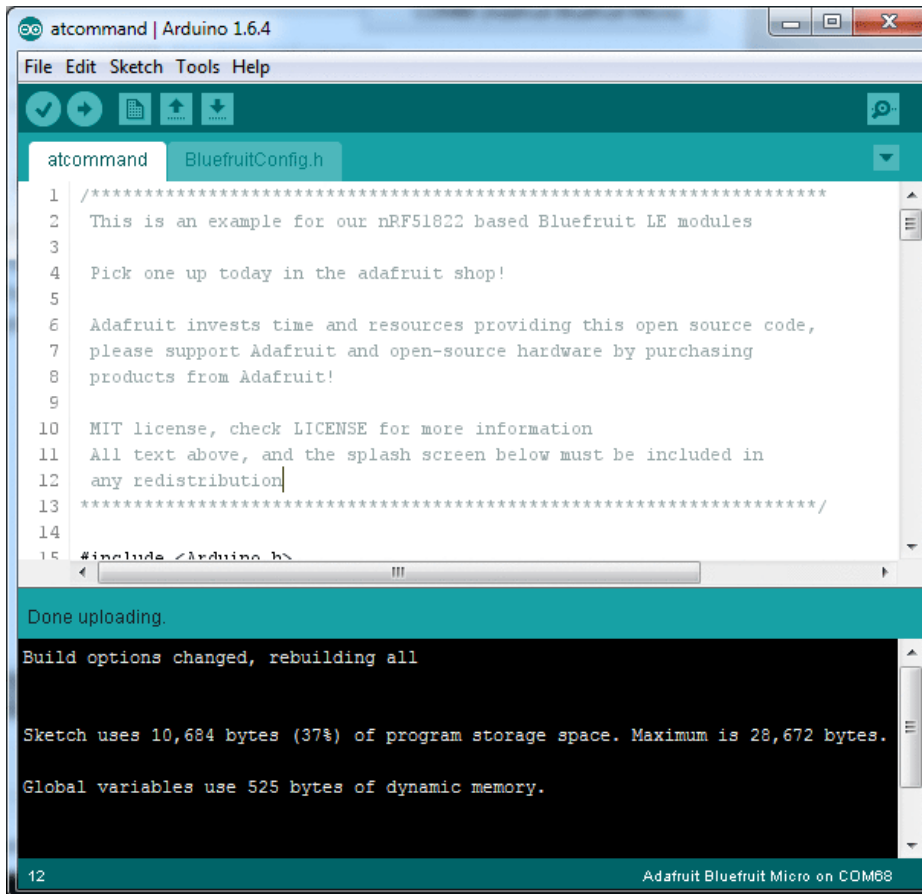 atcommand | Arduino 1.6.4
File Edit Sketch Tools Help
atcommand BluefruitConfig.h
1 /**********************************************************************
2 This is an example for our nRF51822 based Bluefruit LE modules
3
4 Pick one up today in the adafruit shop!
5
6 Adafruit invests time and resources providing this open source code,
7 please support Adafruit and open-source hardware by purchasing
8 products from Adafruit!
9
10 MIT license, check LICENSE for more information
11 All text above, and the splash screen below must be included in
12 any redistribution
13 **********************************************************************/
14
15 #include <Arduino.h>
Done uploading.
Build options changed, rebuilding all
Sketch uses 10,684 bytes (37%) of program storage space. Maximum is 28,672 bytes.
Global variables use 525 bytes of dynamic memory.
12 Adafruit Bluefruit Micro on COM68